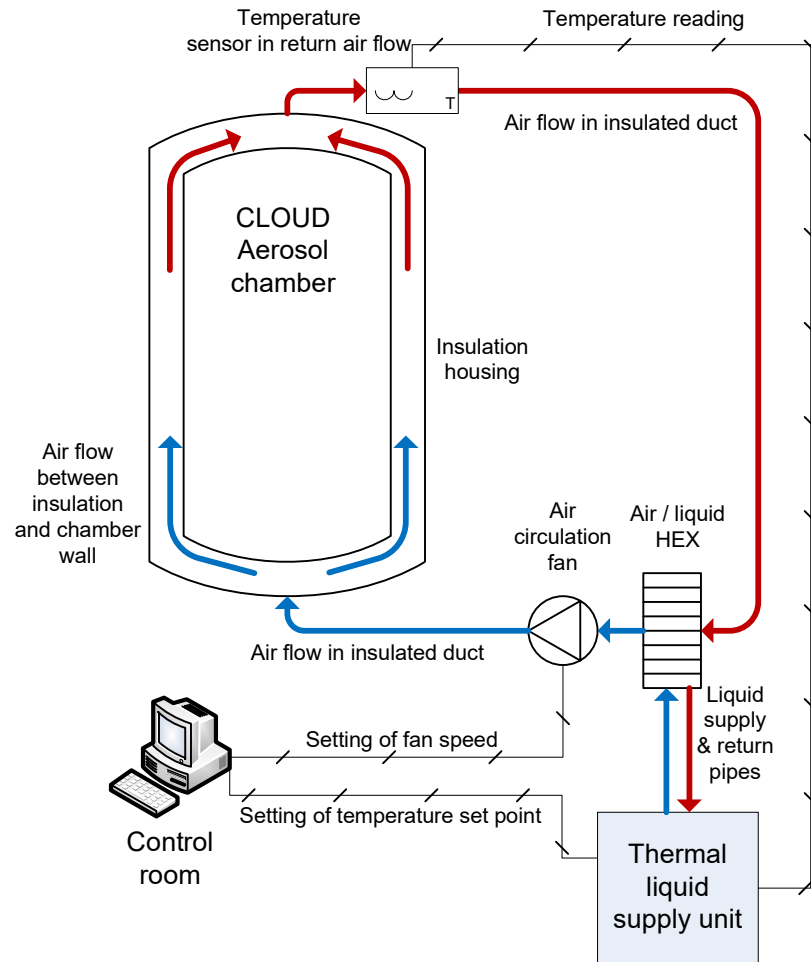 Temperature
sensor in return air flow
Temperature reading
T
Air flow in insulated duct
CLOUD
Aerosol
chamber
Insulation
housing
Air flow
between
insulation
and chamber
wall
Air
circulation
fan
Air / liquid
HEX
Air flow in insulated duct
Liquid
supply
& return
pipes
Setting of fan speed
Setting of temperature set point
Control
room
Thermal
liquid
supply unit